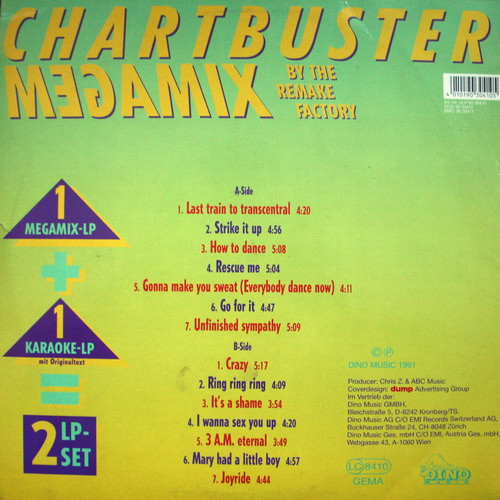 CHARTBUSTER
MEGAMIX
BY THE
REMAKE
FACTORY
4 010190 304105
A-Side
1. Last train to transcentral 4:20
2. Strike it up 4:56
3. How to dance 5:08
4. Rescue me 5:04
5. Gonna make you sweat (Everybody dance now) 4:11
6. Go for it 4:47
7. Unfinished sympathy 5:09
B-Side
1. Crazy 5:17
2. Ring ring ring 4:09
3. It's a shame 3:54
4. I wanna sex you up 4:20
5. 3 A.M. eternal 3:49
6. Mary had a little boy 4:57
7. Joyride 4:44
1
MEGAMIX-LP
+
1
KARAOKE-LP
mit Originaltext
=
2 LP-
SET
© ℗
DINO MUSIC 1991
Producer: Chris Z. & ABC Music
Coverdesign: dump Advertising Group
Im Vertrieb der:
Dino Music GMBH,
Bleichstraße 5, D-6242 Kronberg/TS.
Dino Music AG C/O EMI Records Switzerland AG,
Buckhauser Straße 24, CH-8048 Zürich
Dino Music Ges. mbH C/O EMI, Austria Ges. mbH,
Webgasse 43, A-1060 Wien
LC 8410
GEMA
DINO